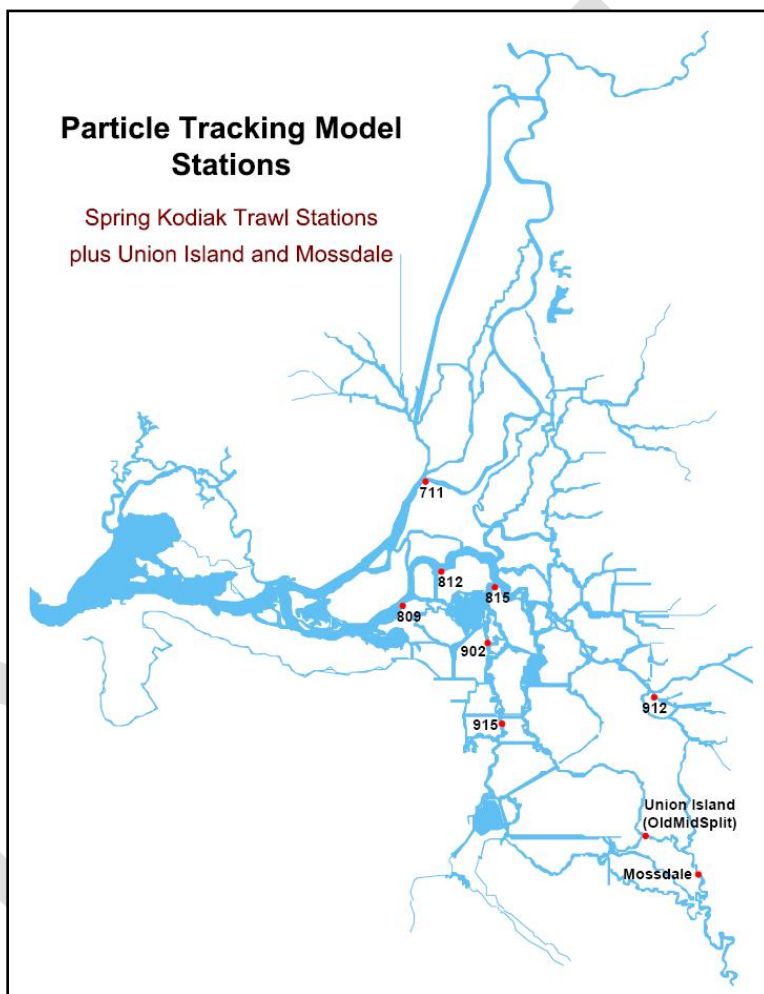 Particle Tracking Model
Stations
Spring Kodiak Trawl Stations
plus Union Island and Mossdale
711
812
815
809
902
912
915
Union Island
(OldMidSplit)
Mossdale